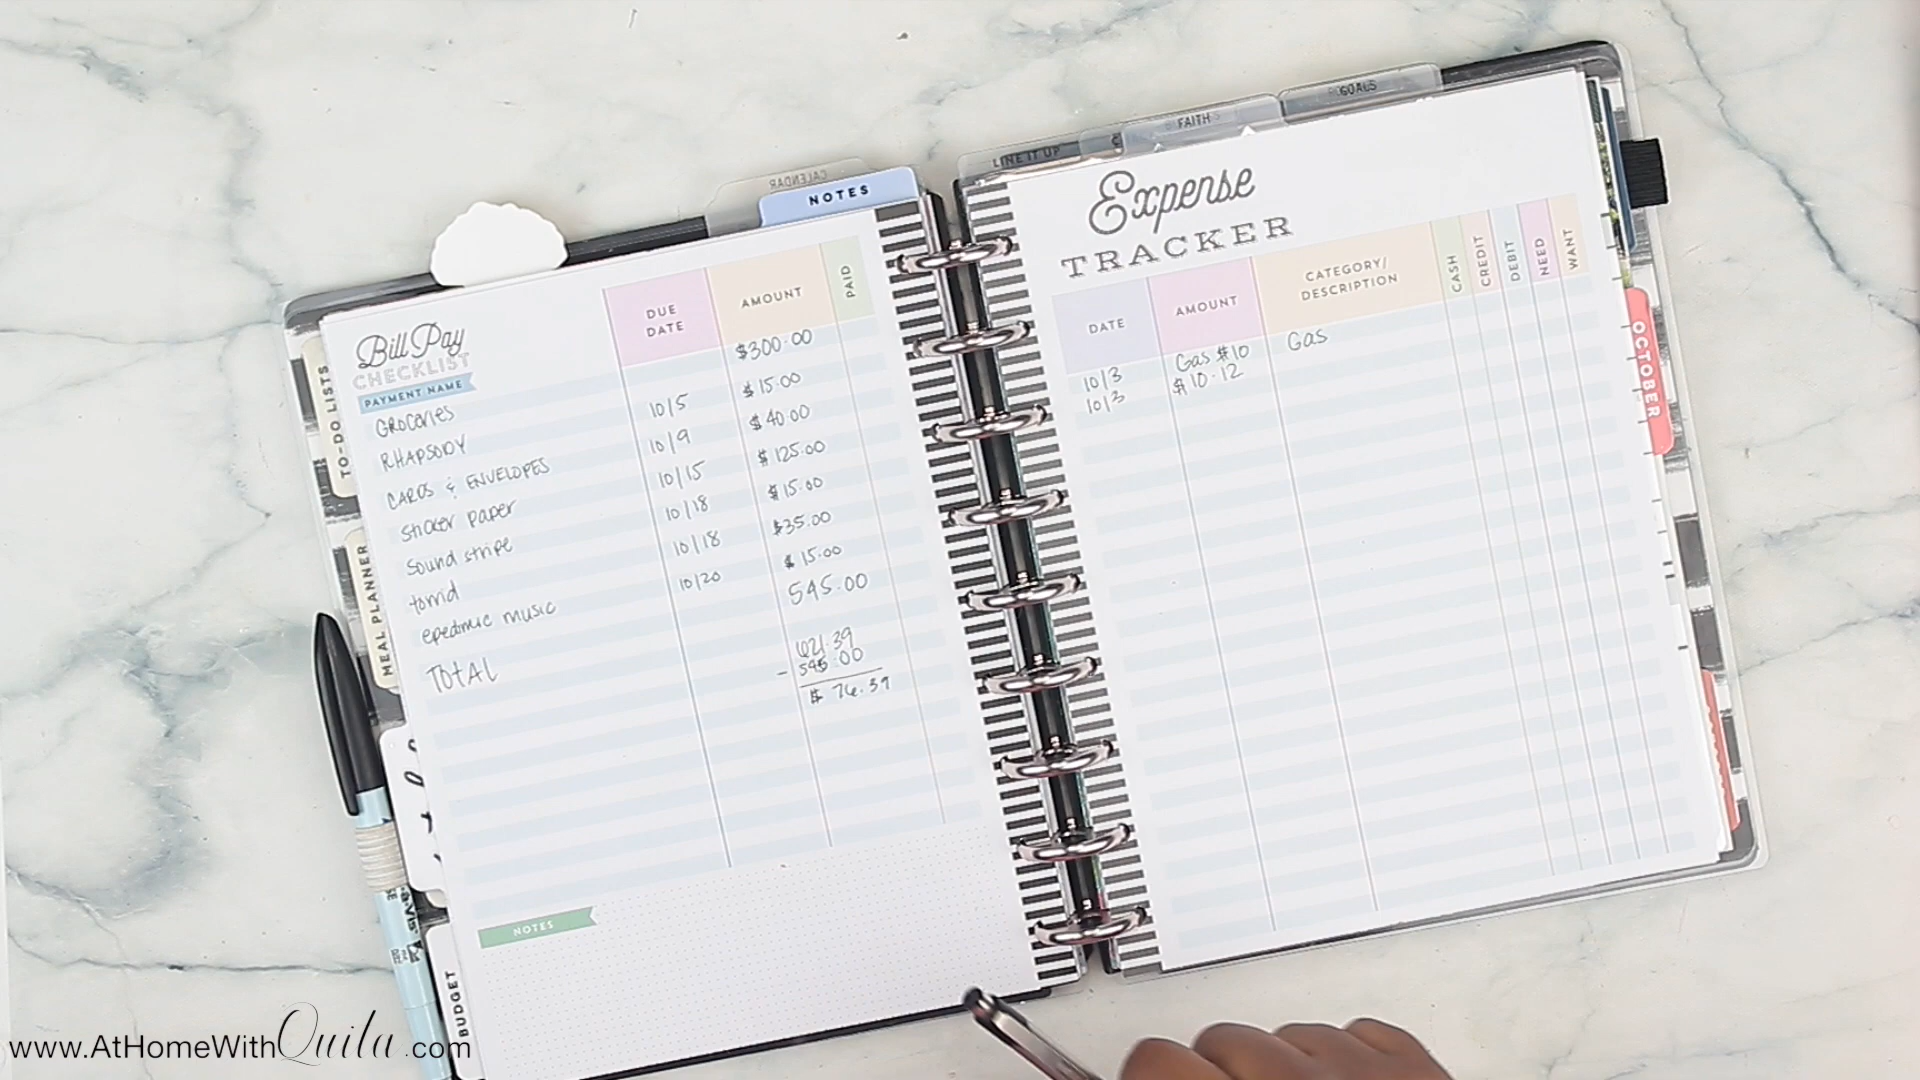 CALENDAR
NOTES
TO-DO LISTS
MEAL PLANNER
BUDGET
Bill Pay
CHECKLIST
PAYMENT NAME
DUE DATE
AMOUNT
PAID
GROCERIES $300.00
RHAPSODY 10/5 $15.00
CARDS & ENVELOPES 10/9 $40.00
sticker paper 10/15 $125.00
sound stripe 10/18 $15.00
torrid 10/18 $35.00
epedmic music 10/20 $15.00
TOTAL 545.00
621.39
- 545.00
$ 76.39
NOTES
LINE IT UP
FAITH
GOALS
OCTOBER
Expense
TRACKER
DATE
AMOUNT
CATEGORY/
DESCRIPTION
CASH
CREDIT
DEBIT
NEED
WANT
10/3 Gas $10 Gas
10/3 $10.12
www.AtHomeWithQuila.com